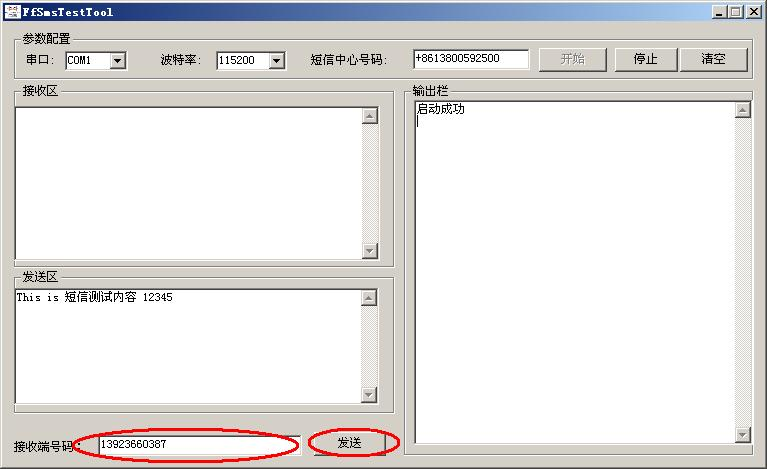 FfSmsTestTool
参数配置
串口: COM1 波特率: 115200 短信中心号码: +8613800592500 开始 停止 清空
接收区
输出栏
启动成功
发送区
This is 短信测试内容 12345
接收端号码: 13923660387 发送